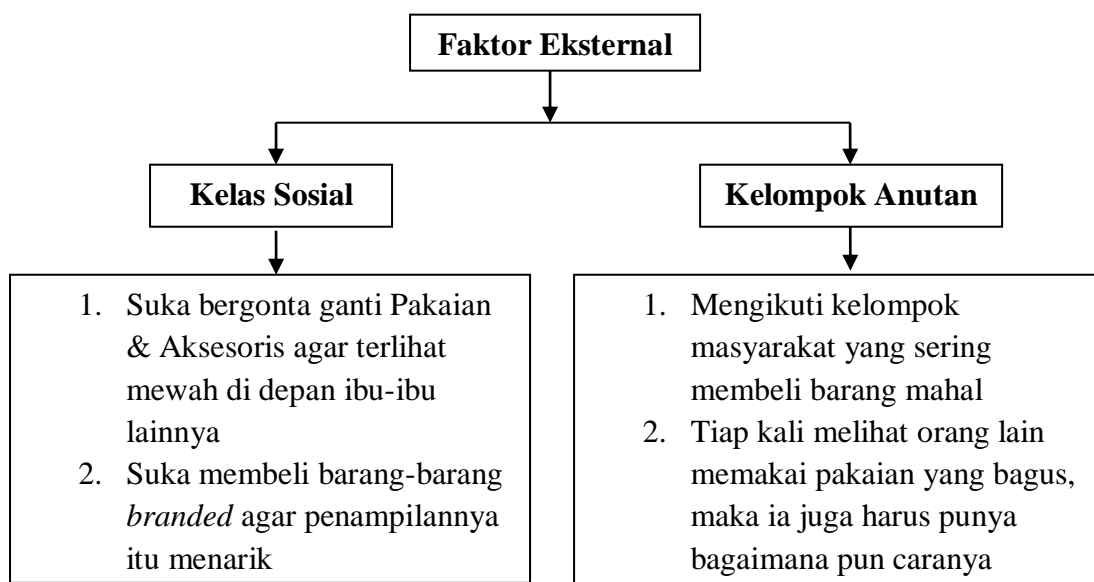 Faktor Eksternal
Kelas Sosial
Kelompok Anutan
1. Suka bergonta ganti Pakaian
& Aksesoris agar terlihat
mewah di depan ibu-ibu
lainnya
2. Suka membeli barang-barang
branded agar penampilannya
itu menarik
1. Mengikuti kelompok
masyarakat yang sering
membeli barang mahal
2. Tiap kali melihat orang lain
memakai pakaian yang bagus,
maka ia juga harus punya
bagaimana pun caranya